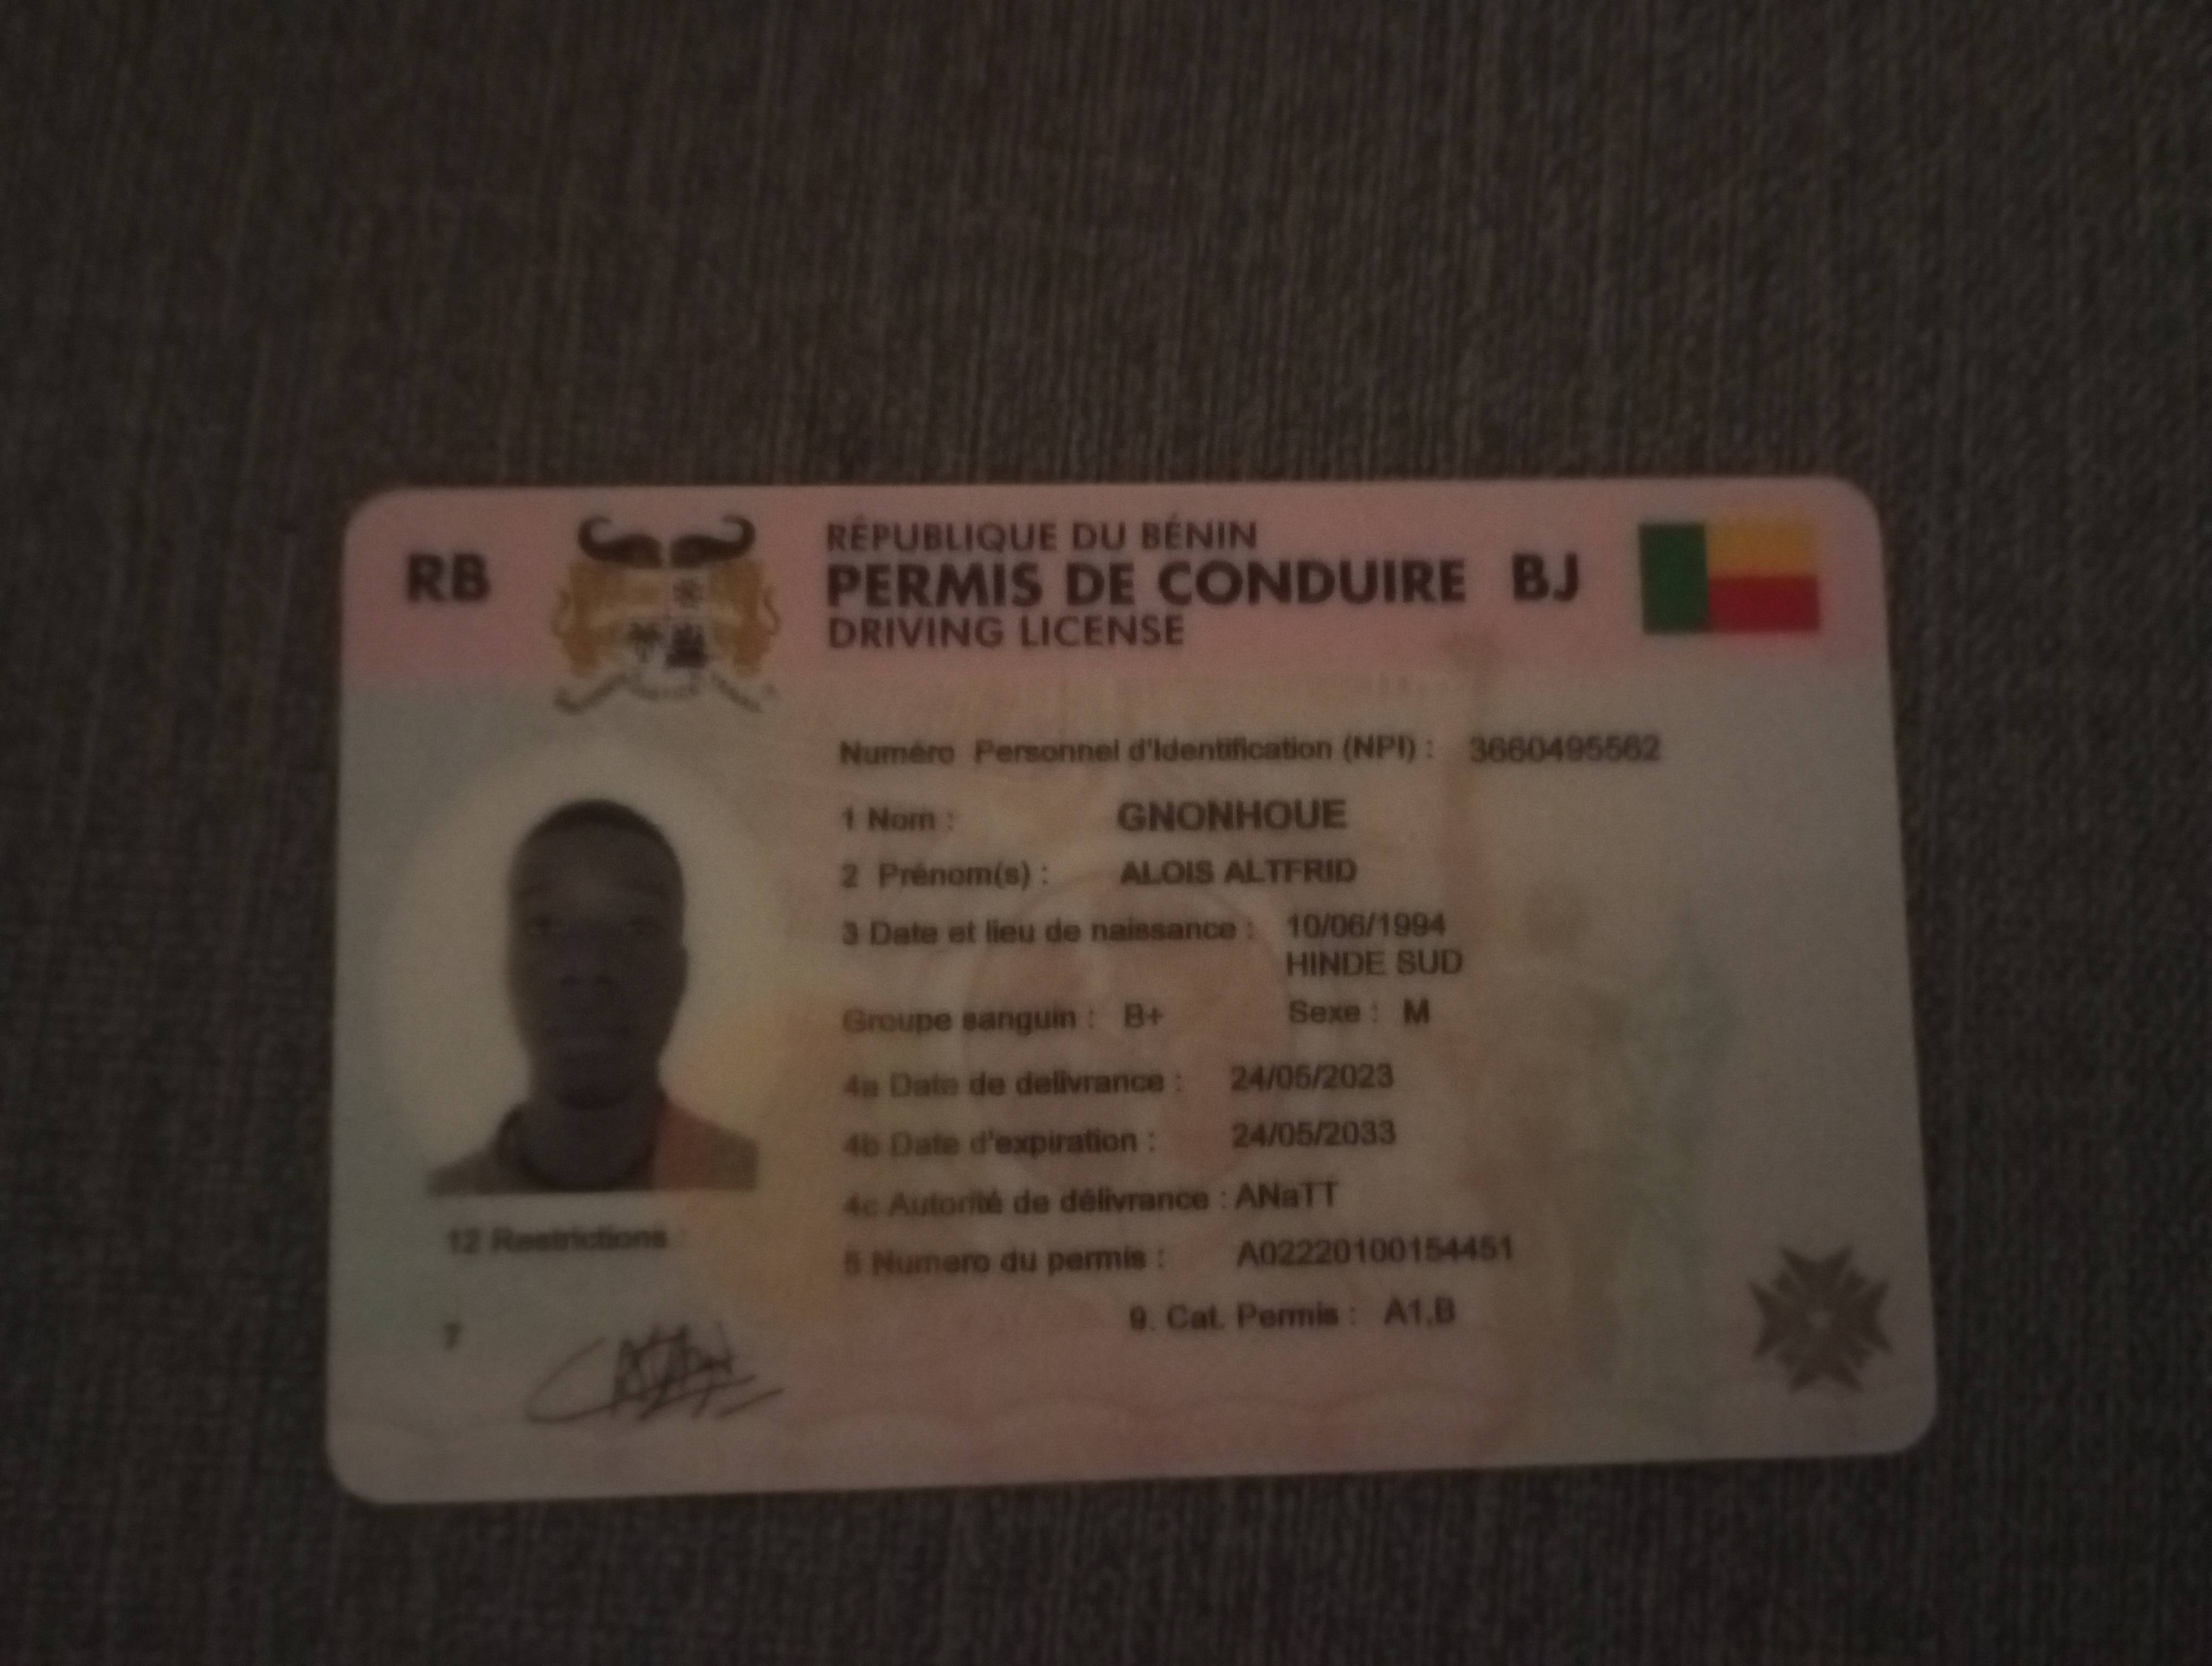 RB
RÉPUBLIQUE DU BÉNIN
PERMIS DE CONDUIRE BJ
DRIVING LICENSE
Numéro Personnel d'Identification (NPI) : 3660495562
1 Nom : GNONHOUE
2 Prénom(s) : ALOIS ALTFRID
3 Date et lieu de naissance : 10/06/1994
HINDE SUD
Groupe sanguin : B+ Sexe : M
4a Date de delivrance : 24/05/2023
4b Date d'expiration : 24/05/2033
4c Autorité de délivrance : ANaTT
5 Numero du permis : A02220100154451
9. Cat. Permis : A1,B
12 Restrictions :
7